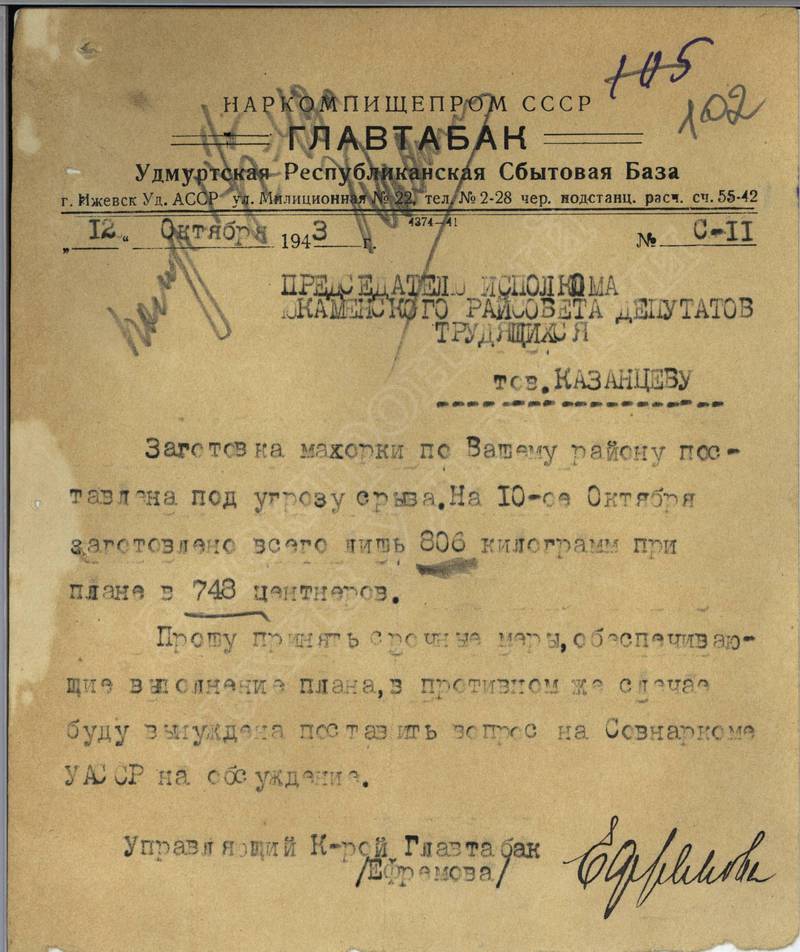 105
102
НАРКОМПИЩЕПРОМ СССР
ГЛАВТАБАК
Удмуртская Республиканская Сбытовая База
г. Ижевск Уд. АССР ул. Милиционная № 22, тел. № 2-28 чер. подстанц. расч. сч. 55-42
4374—41
„ 12 “ Октября 1943 г. № С-11
ПРЕДСЕДАТЕЛЮ ИСПОЛКОМА
ЮКАМЕНСКОГО РАЙСОВЕТА ДЕПУТАТОВ
ТРУДЯЩИХСЯ
тов.КАЗАНЦЕВУ
Заготовка махорки по Вашему району пос-
тавлена под угрозу срыва.На 10-ое Октября
заготовлено всего лишь 806 килограмм при
плане в 748 центнеров.
Прошу принять срочные меры,обеспечиваю-
щие выполнение плана,в противном же случае
буду вынуждена поставить вопрос на Совнаркоме
УАССР на обсуждение.
Управляющий К-рой Главтабак
/Ефремова/
Ефремова